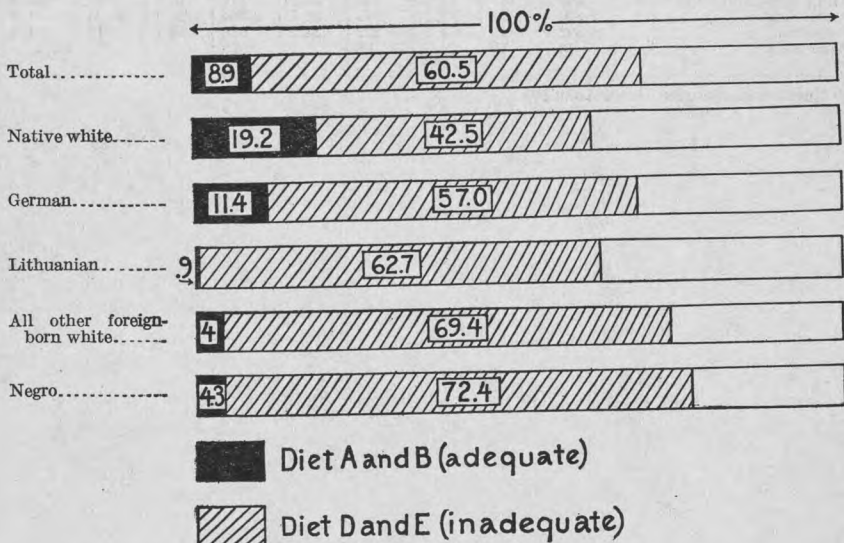 100%
Total
8.9 60.5
Native white
19.2 42.5
German
11.4 57.0
Lithuanian
.9 62.7
All other foreign-
born white
4 69.4
Negro
4.3 72.4
Diet A and B (adequate)
Diet D and E (inadequate)